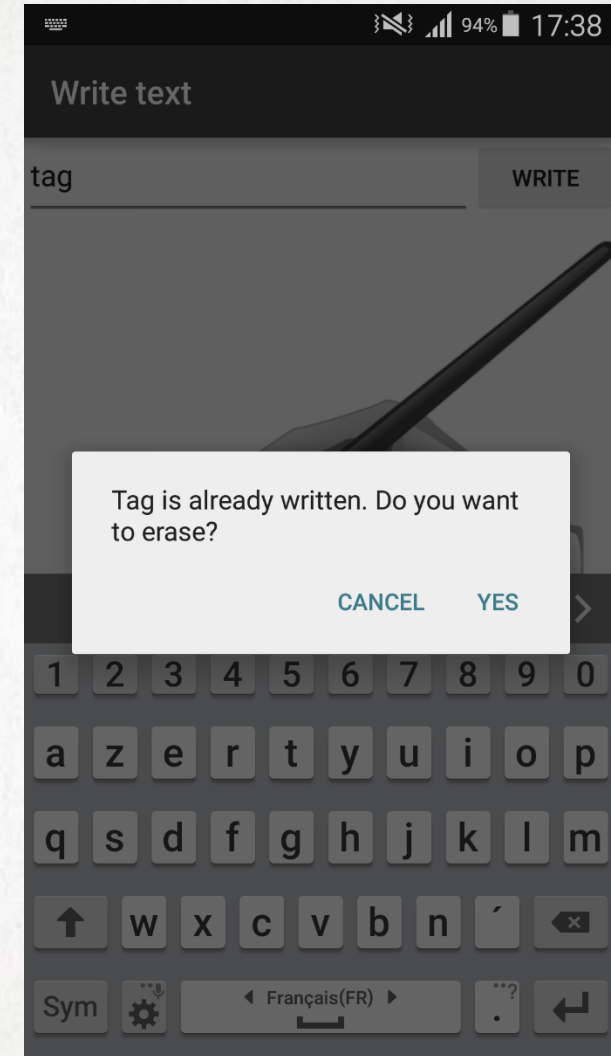 94% 17:38
Write text
tag WRITE
Tag is already written. Do you want
to erase?
CANCEL YES
1 2 3 4 5 6 7 8 9 0
a z e r t y u i o p
q s d f g h j k l m
w x c v b n ´
Sym Français(FR) . ?